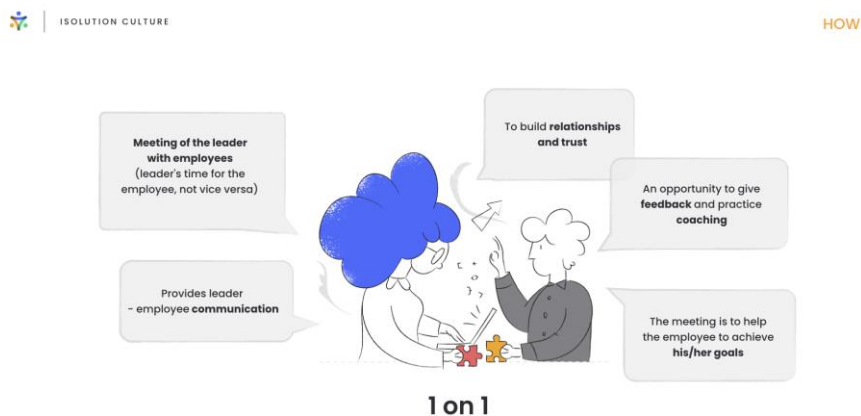 ISOLUTION CULTURE
HOW
Meeting of the leader
with employees
(leader's time for the
employee, not vice versa)
Provides leader
- employee communication
To build relationships
and trust
An opportunity to give
feedback and practice
coaching
The meeting is to help
the employee to achieve
his/her goals
1 on 1